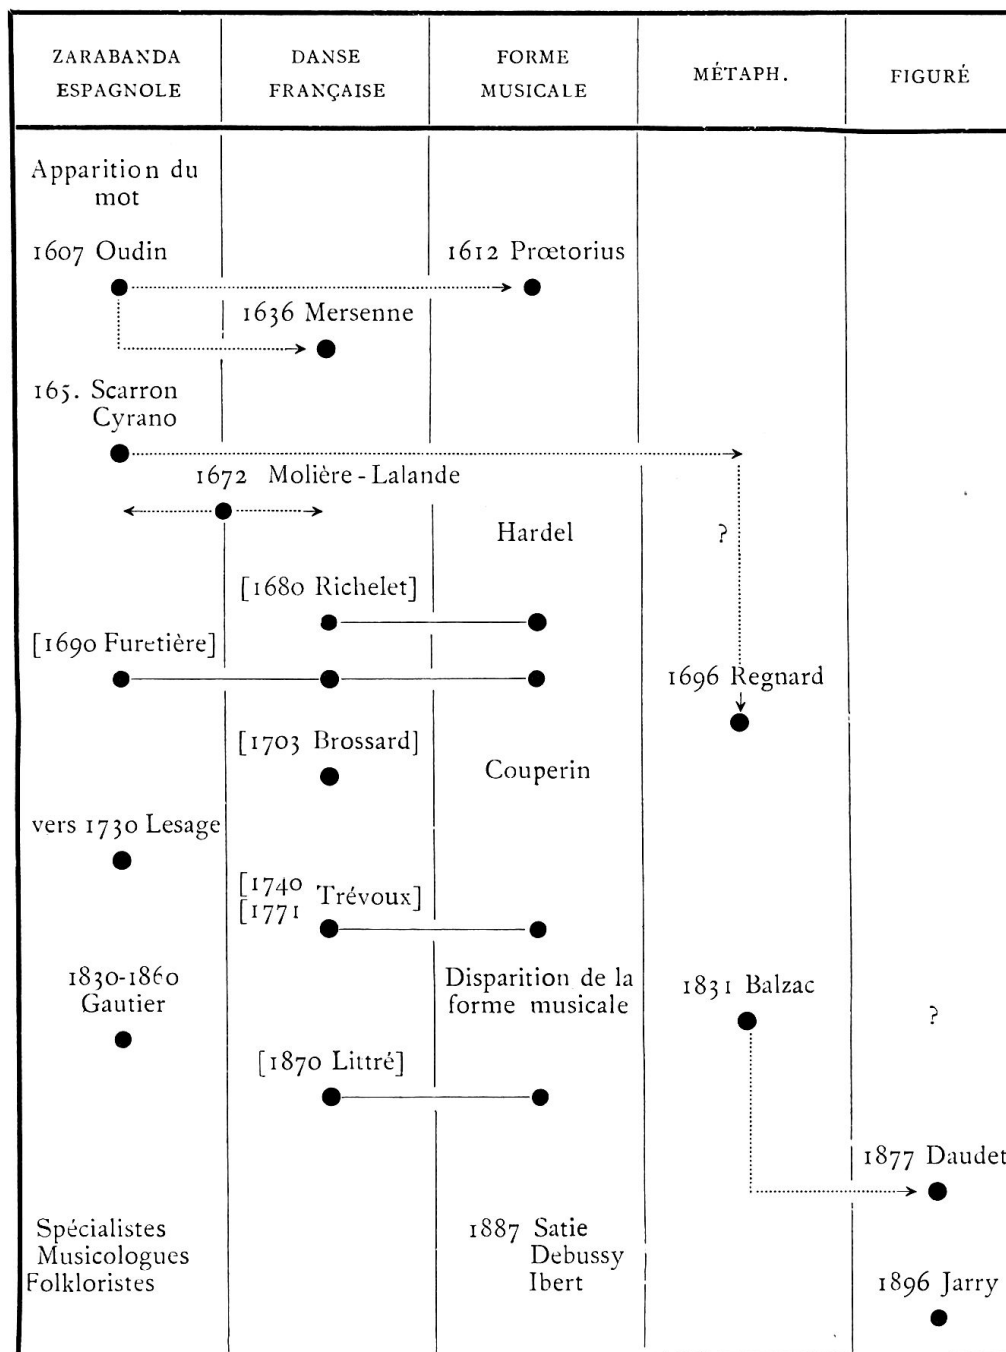 ZARABANDA
ESPAGNOLE
DANSE
FRANÇAISE
FORME
MUSICALE
MÉTAPH.
FIGURÉ
Apparition du
mot
1607 Oudin
1612 Prœtorius
1636 Mersenne
165. Scarron
Cyrano
1672 Molière-Lalande
Hardel
?
[1680 Richelet]
[1690 Furetière]
1696 Regnard
[1703 Brossard]
Couperin
vers 1730 Lesage
[1740
[1771 Trévoux]
1830-1860
Gautier
Disparition de la
forme musicale
1831 Balzac
?
[1870 Littré]
1877 Daudet
Spécialistes
Musicologues
Folkloristes
1887 Satie
Debussy
Ibert
1896 Jarry